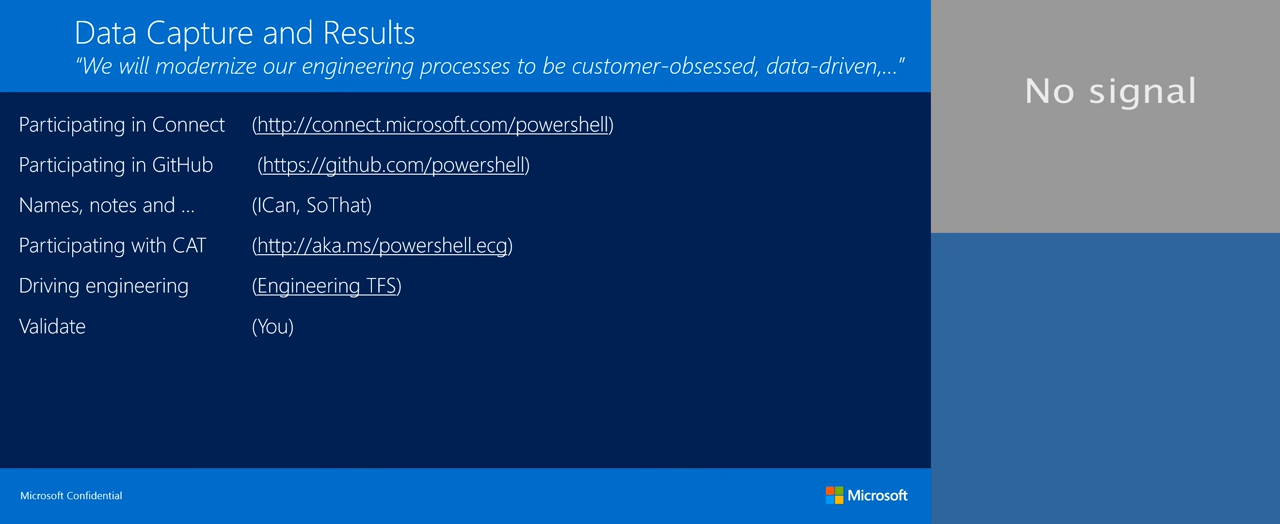 Data Capture and Results
“We will modernize our engineering processes to be customer-obsessed, data-driven,...”
No signal
Participating in Connect (http://connect.microsoft.com/powershell)
Participating in GitHub (https://github.com/powershell)
Names, notes and ... (ICan, SoThat)
Participating with CAT (http://aka.ms/powershell.ecg)
Driving engineering (Engineering TFS)
Validate (You)
Microsoft Confidential
Microsoft